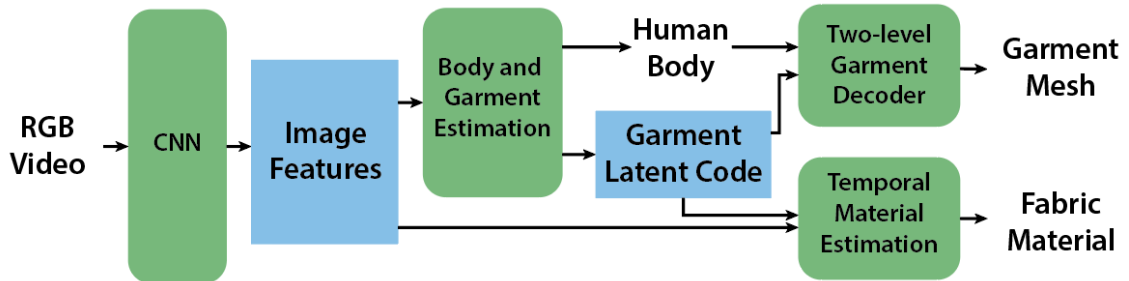 RGB
Video
CNN
Image
Features
Body and
Garment
Estimation
Human
Body
Garment
Latent Code
Two-level
Garment
Decoder
Garment
Mesh
Temporal
Material
Estimation
Fabric
Material